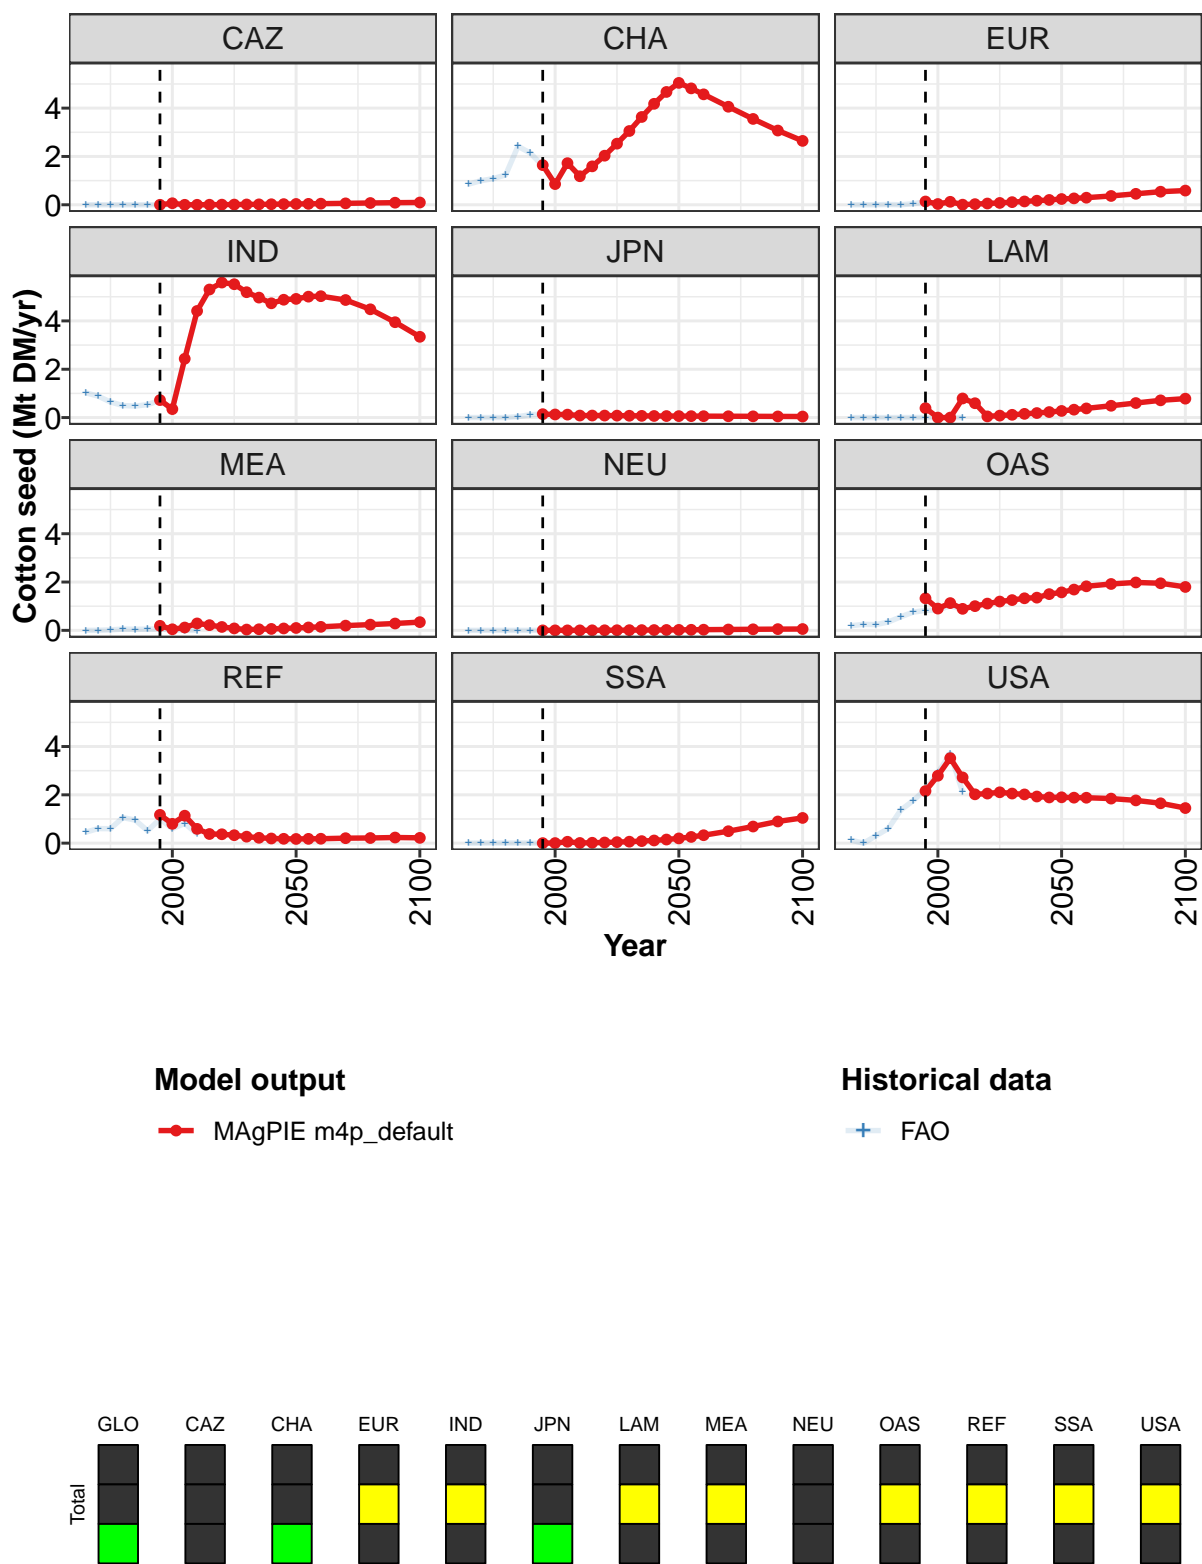 CAZ CHA EUR
4
2
0
IND JPN LAM
4
2
0
MEA NEU OAS
4
2
0
REF SSA USA
4
2
0
Cotton seed (Mt DM/yr)
2000 2050 2100 2000 2050 2100 2000 2050 2100
Year
Model output Historical data
MAgPIE m4p_default FAO
GLO CAZ CHA EUR IND JPN LAM MEA NEU OAS REF SSA USA
Total